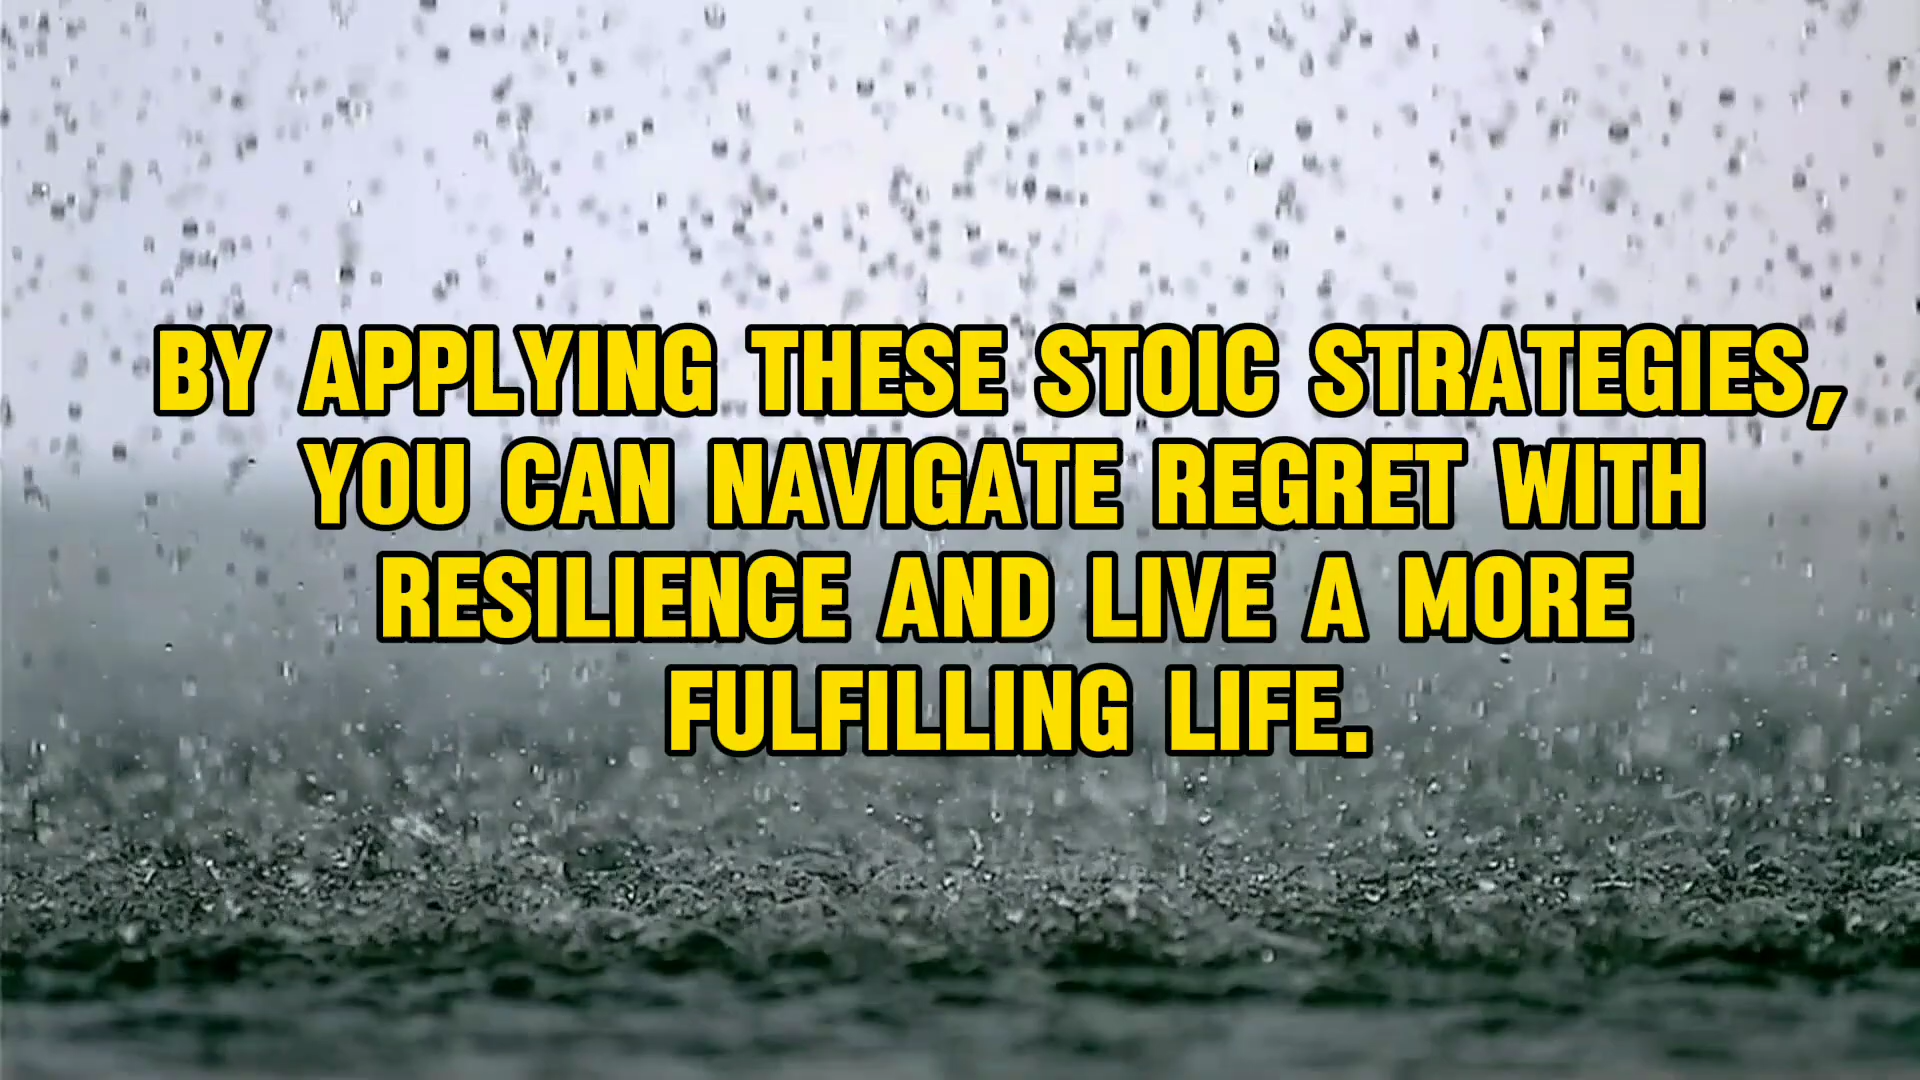 BY APPLYING THESE STOIC STRATEGIES,
YOU CAN NAVIGATE REGRET WITH
RESILIENCE AND LIVE A MORE
FULFILLING LIFE.